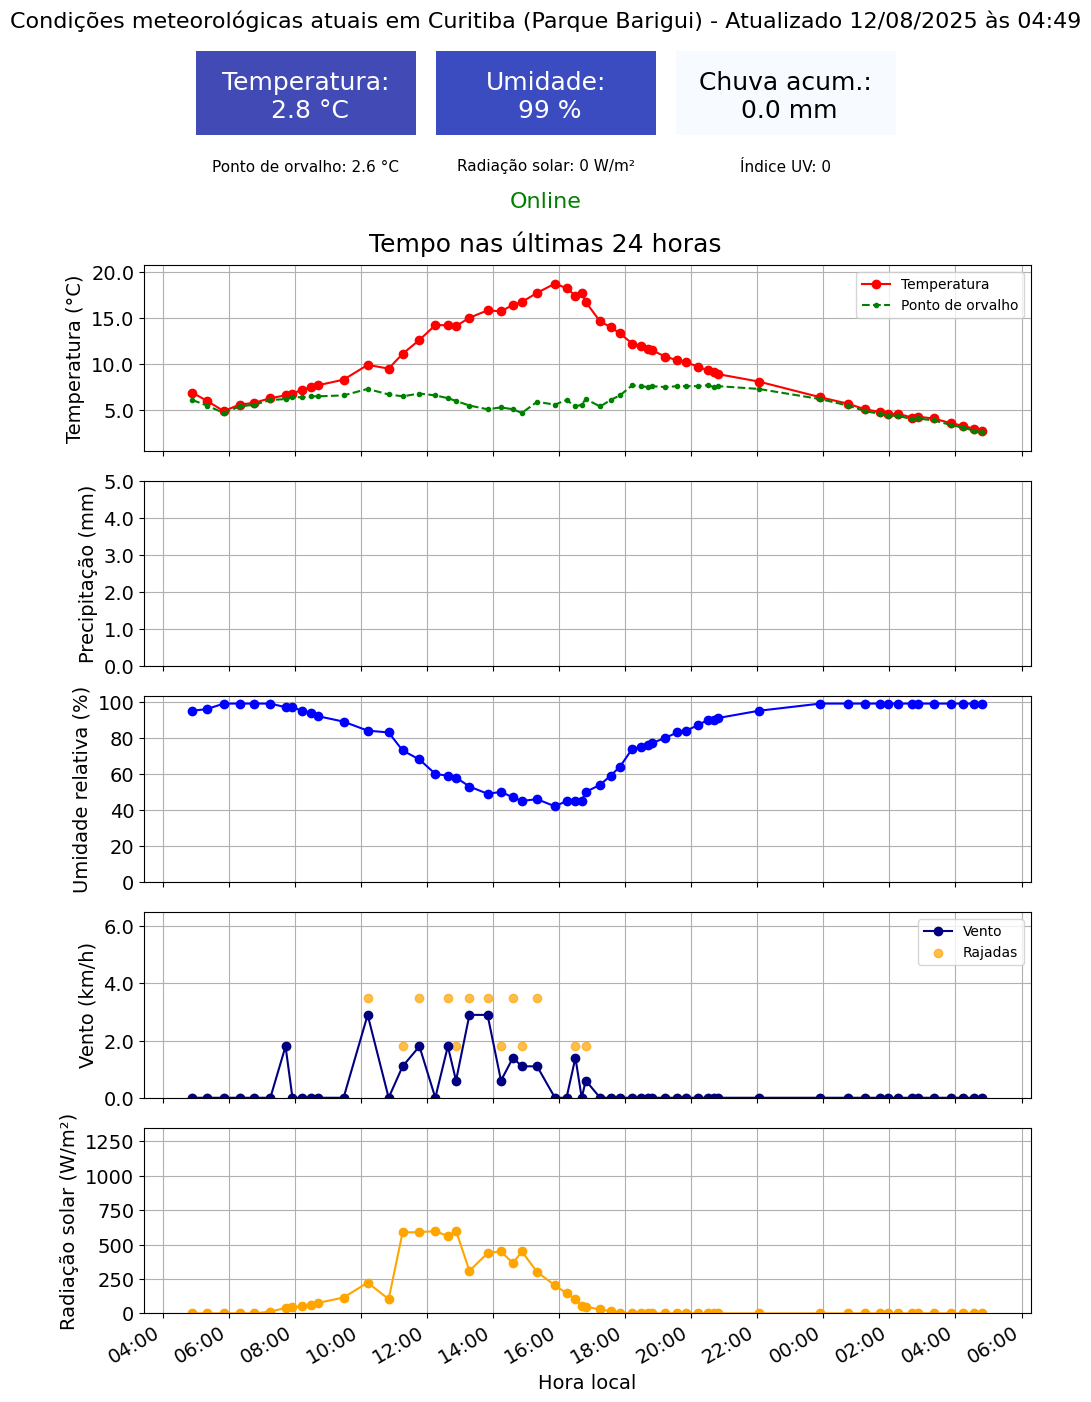 Condições meteorológicas atuais em Curitiba (Parque Barigui) - Atualizado 12/08/2025 às 04:49
Temperatura:
2.8 °C
Umidade:
99 %
Chuva acum.:
0.0 mm
Ponto de orvalho: 2.6 °C
Radiação solar: 0 W/m²
Índice UV: 0
Online
Tempo nas últimas 24 horas
Temperatura (°C)
20.0
15.0
10.0
5.0
Temperatura
Ponto de orvalho
Precipitação (mm)
5.0
4.0
3.0
2.0
1.0
0.0
Umidade relativa (%)
100
80
60
40
20
0
Vento (km/h)
6.0
4.0
2.0
0.0
Vento
Rajadas
Radiação solar (W/m²)
1250
1000
750
500
250
0
04:00
06:00
08:00
10:00
12:00
14:00
16:00
18:00
20:00
22:00
00:00
02:00
04:00
06:00
Hora local